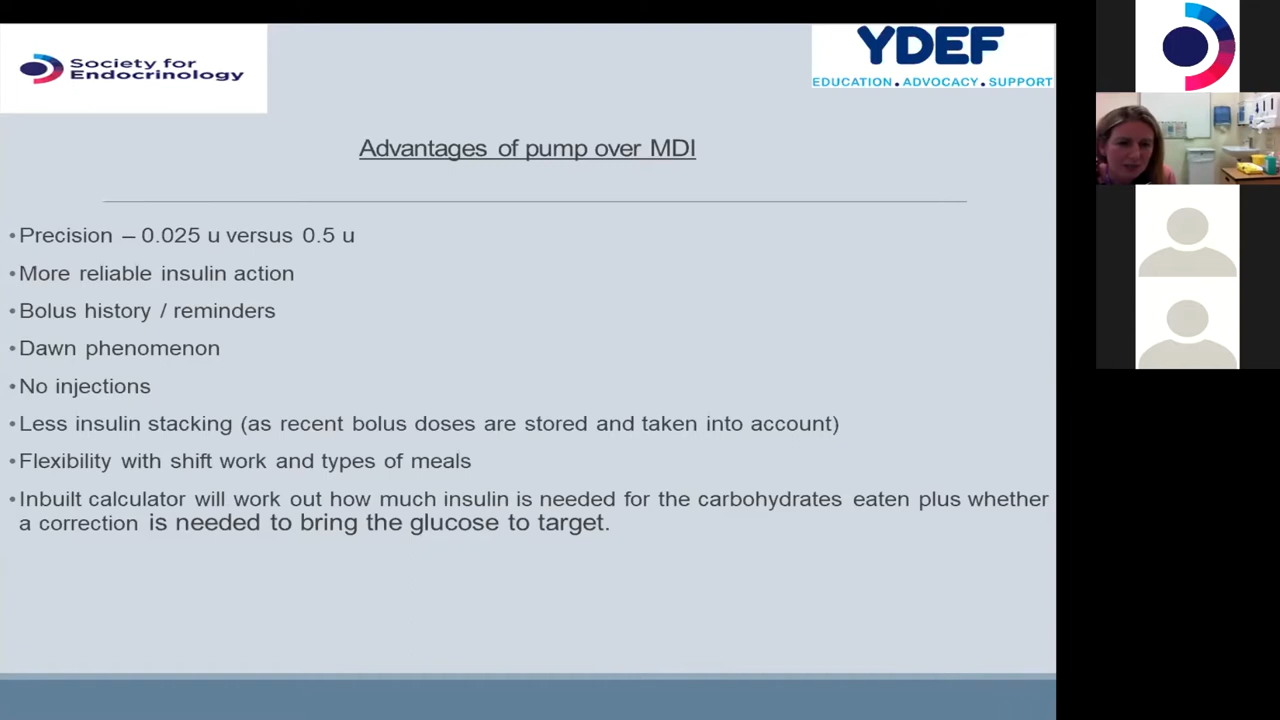 Society for
Endocrinology
YDEF
EDUCATION . ADVOCACY . SUPPORT
Advantages of pump over MDI
•Precision – 0.025 u versus 0.5 u
•More reliable insulin action
•Bolus history / reminders
•Dawn phenomenon
•No injections
•Less insulin stacking (as recent bolus doses are stored and taken into account)
•Flexibility with shift work and types of meals
•Inbuilt calculator will work out how much insulin is needed for the carbohydrates eaten plus whether
a correction is needed to bring the glucose to target.